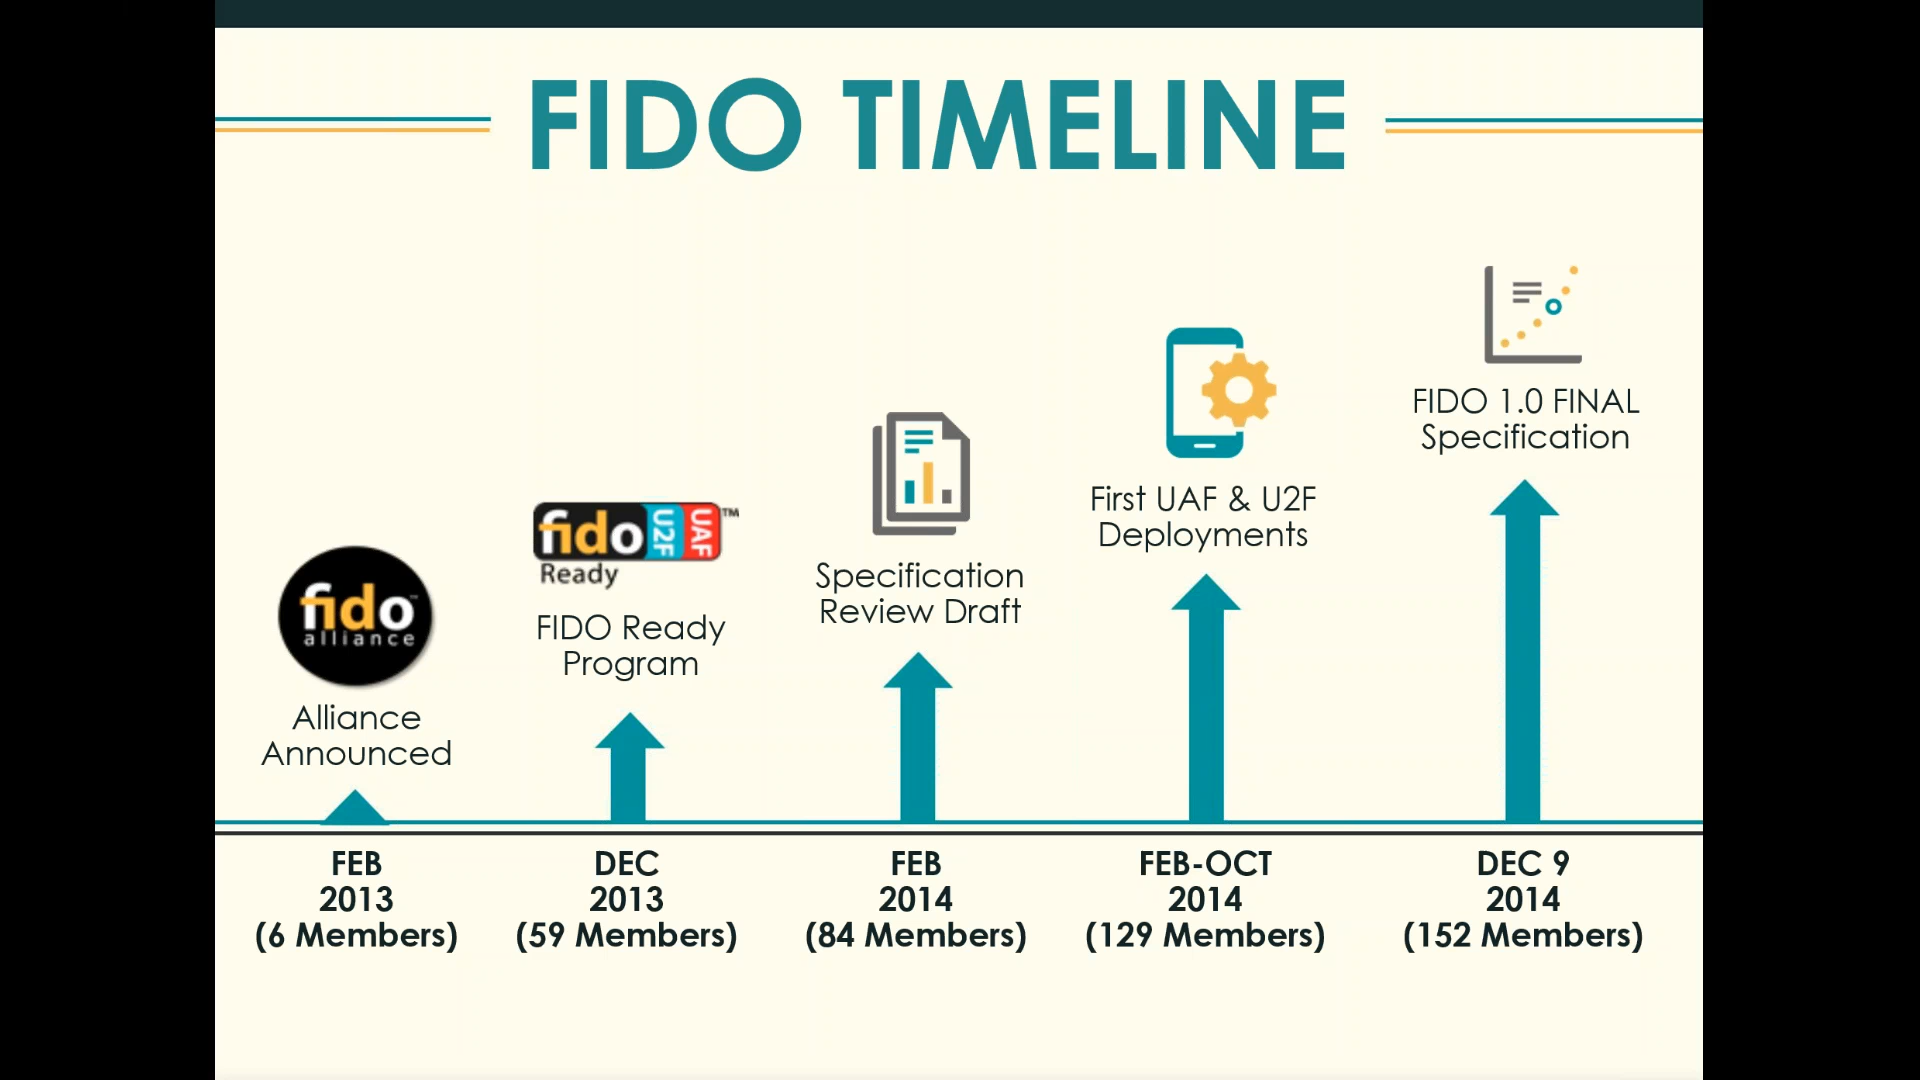 FIDO TIMELINE
fido
alliance
Alliance
Announced
FEB
2013
(6 Members)
fido U2F UAF ™
Ready
FIDO Ready
Program
DEC
2013
(59 Members)
Specification
Review Draft
FEB
2014
(84 Members)
First UAF & U2F
Deployments
FEB-OCT
2014
(129 Members)
FIDO 1.0 FINAL
Specification
DEC 9
2014
(152 Members)